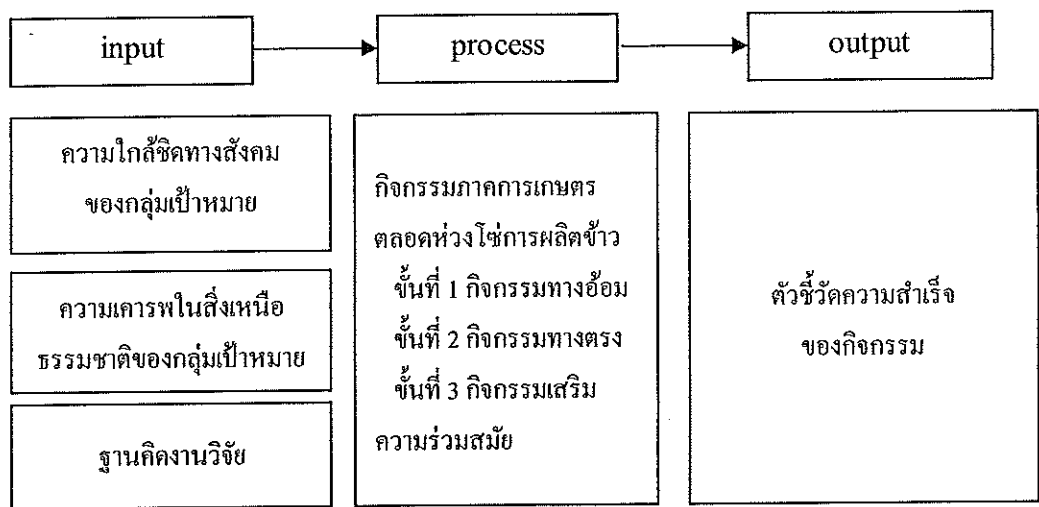 input
process
output
ความใกล้ชิดทางสังคม
ของกลุ่มเป้าหมาย
ความเคารพในสิ่งเหนือ
ธรรมชาติของกลุ่มเป้าหมาย
ฐานคิดงานวิจัย
กิจกรรมภาคการเกษตร
ตลอดห่วงโซ่การผลิตข้าว
ขั้นที่ 1 กิจกรรมทางอ้อม
ขั้นที่ 2 กิจกรรมทางตรง
ขั้นที่ 3 กิจกรรมเสริม
ความร่วมสมัย
ตัวชี้วัดความสำเร็จ
ของกิจกรรม